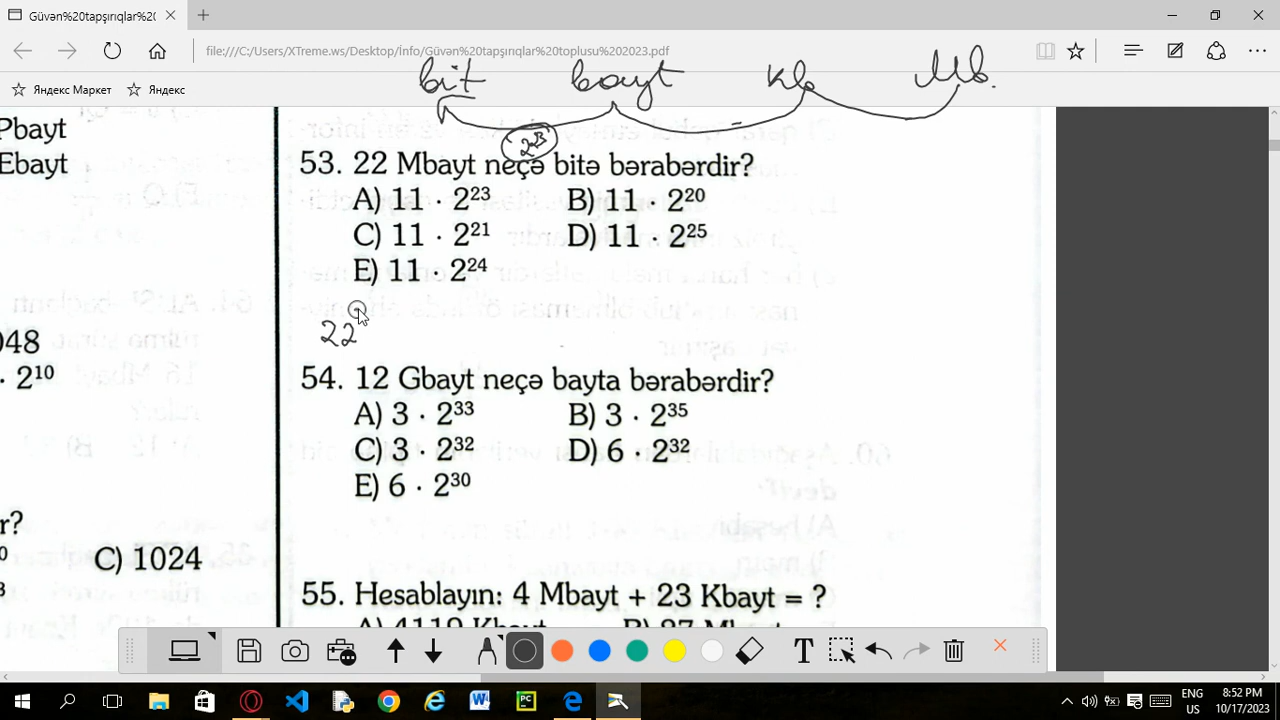 Güvən%20tapşırıqlar%20
file:///C:/Users/XTreme.ws/Desktop/İnfo/Güvən%20tapşırıqlar%20toplusu%202023.pdf
Яндекс Маркет
Яндекс
bit bayt Kb Mb.
2²³
Pbayt
Ebayt
048
· 2¹⁰
r?
C) 1024
53. 22 Mbayt neçə bitə bərabərdir?
A) 11 · 2²³ B) 11 · 2²⁰
C) 11 · 2²¹ D) 11 · 2²⁵
E) 11 · 2²⁴
22
54. 12 Gbayt neçə bayta bərabərdir?
A) 3 · 2³³ B) 3 · 2³⁵
C) 3 · 2³² D) 6 · 2³²
E) 6 · 2³⁰
55. Hesablayın: 4 Mbayt + 23 Kbayt = ?
T
W
PC
ENG
US
8:52 PM
10/17/2023